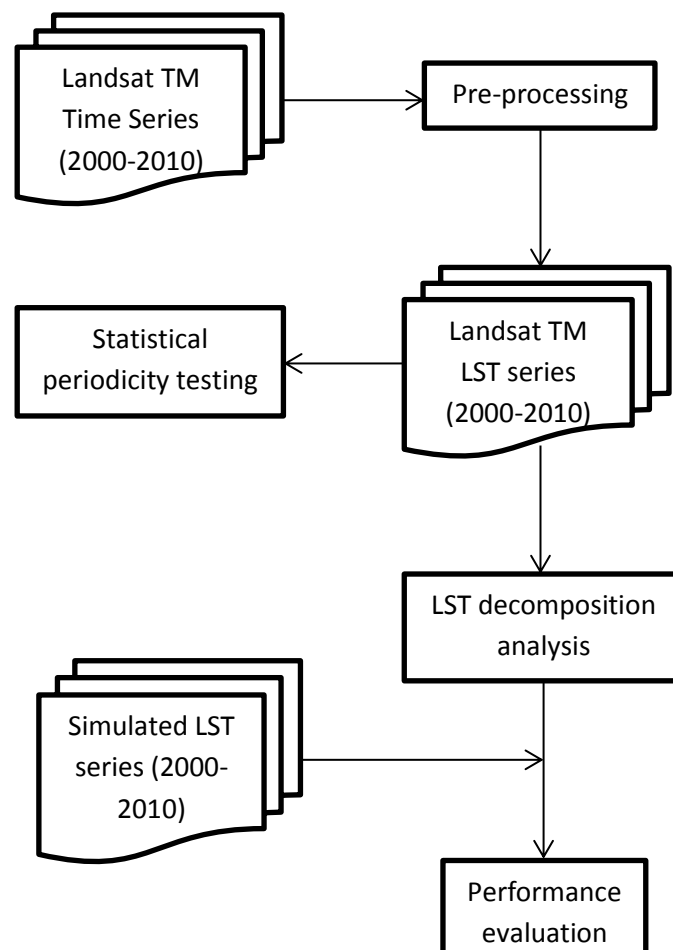 Landsat TM
Time Series
(2000-2010)
Pre-processing
Statistical
periodicity testing
Landsat TM
LST series
(2000-2010)
LST decomposition
analysis
Simulated LST
series (2000-
2010)
Performance
evaluation